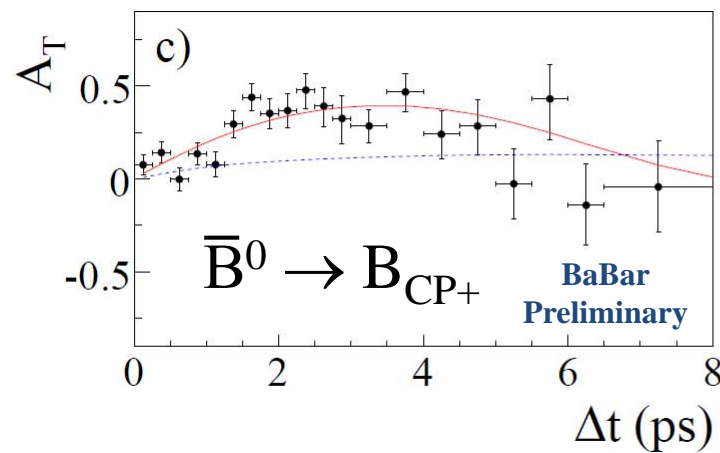 A_T
c)
0.5
0
-0.5
B̅⁰ → B_CP+
BaBar
Preliminary
0 2 4 6 8
Δt (ps)